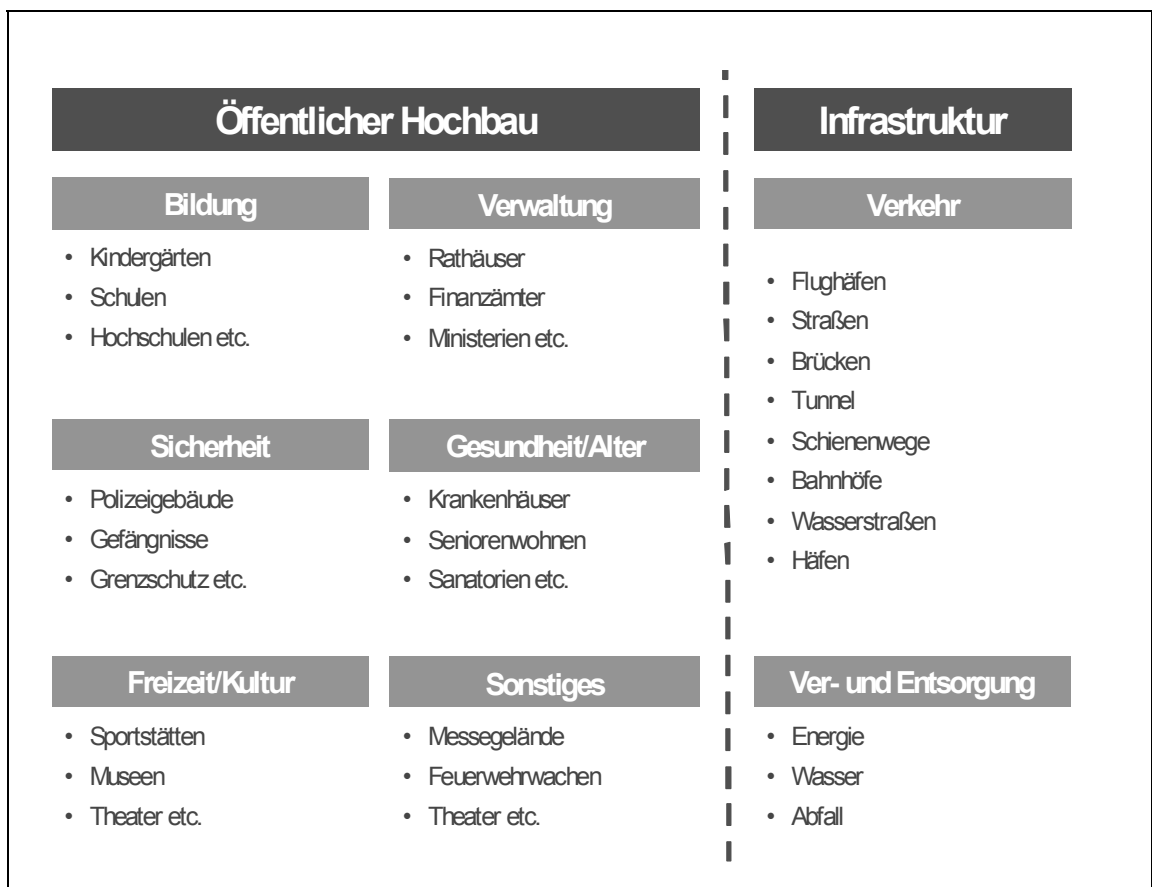 Öffentlicher Hochbau
Bildung
• Kindergärten
• Schulen
• Hochschulen etc.
Verwaltung
• Rathäuser
• Finanzämter
• Ministerien etc.
Sicherheit
• Polizeigebäude
• Gefängnisse
• Grenzschutz etc.
Gesundheit/Alter
• Krankenhäuser
• Seniorenwohnen
• Sanatorien etc.
Freizeit/Kultur
• Sportstätten
• Museen
• Theater etc.
Sonstiges
• Messegelände
• Feuerwehrwachen
• Theater etc.
Infrastruktur
Verkehr
• Flughäfen
• Straßen
• Brücken
• Tunnel
• Schienenwege
• Bahnhöfe
• Wasserstraßen
• Häfen
Ver- und Entsorgung
• Energie
• Wasser
• Abfall